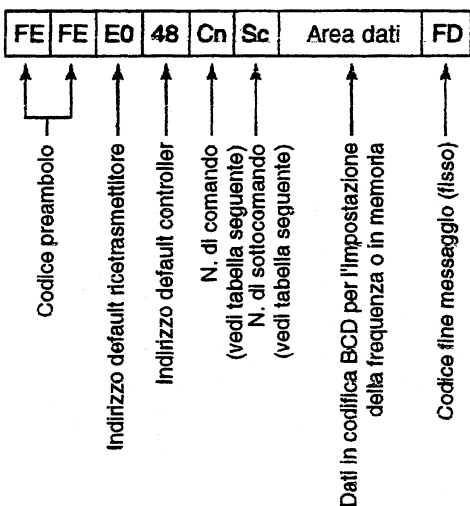 FE FE E0 48 Cn Sc Area dati FD
Codice preambolo
Indirizzo default ricetrasmettitore
Indirizzo default controller
N. di comando
(vedi tabella seguente)
N. di sottocomando
(vedi tabella seguente)
Dati in codifica BCD per l'impostazione
della frequenza o in memoria
Codice fine messaggio (fisso)